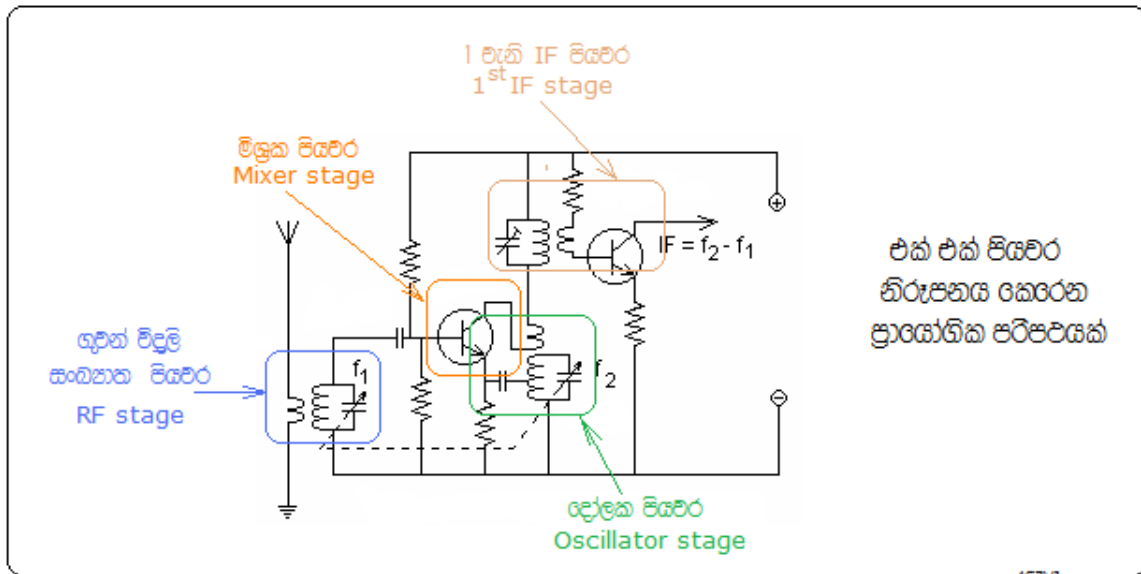 1 වැනි IF පියවර
1st IF stage
මිශ්‍රක පියවර
Mixer stage
IF = f2 - f1
එක් එක් පියවර
නිරූපනය කෙරෙන
ප්‍රායෝගික පරිපථයක්
ගුවන් විදුලි
සංඛ්‍යාත පියවර
RF stage
f1
f2
දෝලක පියවර
Oscillator stage